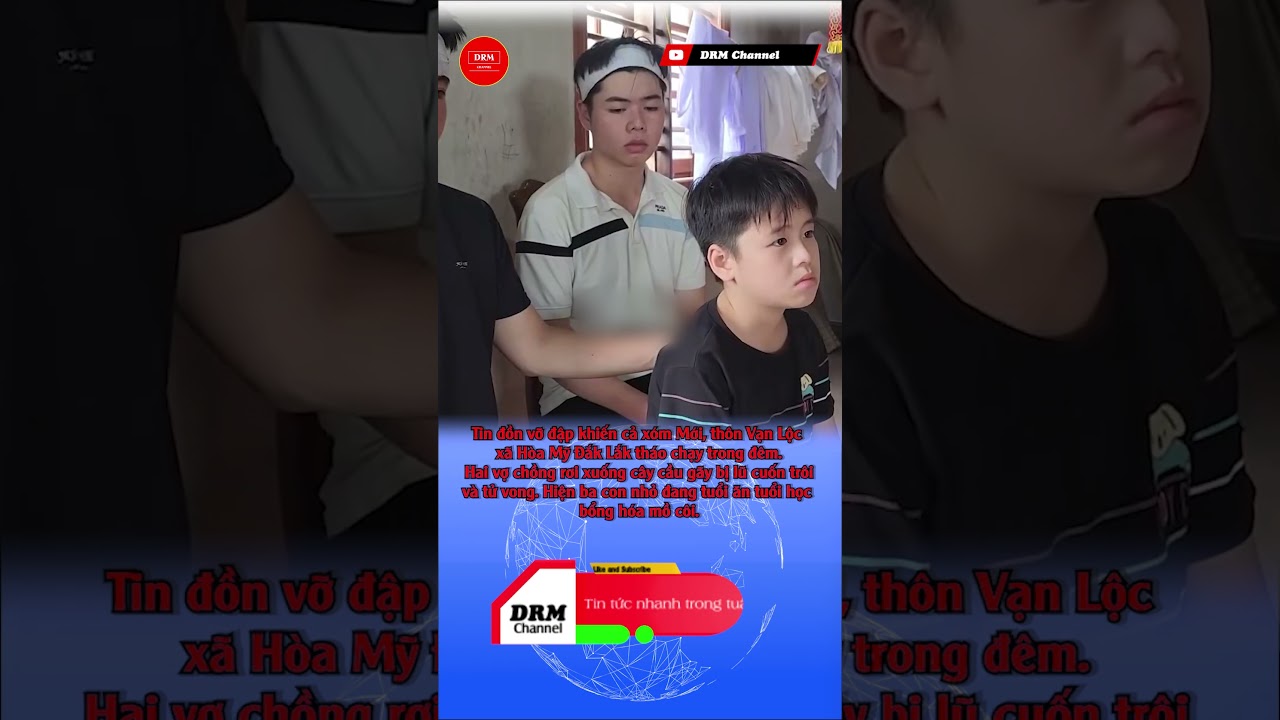 DRM
CHANNEL
DRM Channel
Tin đồn vỡ đập khiến cả xóm Mới, thôn Vạn Lộc
xã Hòa Mỹ Đắk Lắk tháo chạy trong đêm.
Hai vợ chồng rơi xuống cây cầu gãy bị lũ cuốn trôi
và tử vong. Hiện ba con nhỏ đang tuổi ăn tuổi học
bổng hóa mồ côi.
Like and Subscribe
DRM
Channel
Tin tức nhanh trong tuầ
Tin đồn vỡ đập
, thôn Vạn Lộc
xã Hòa Mỹ
trong đêm.
Hai vợ chồng rơi
bị lũ cuốn trôi